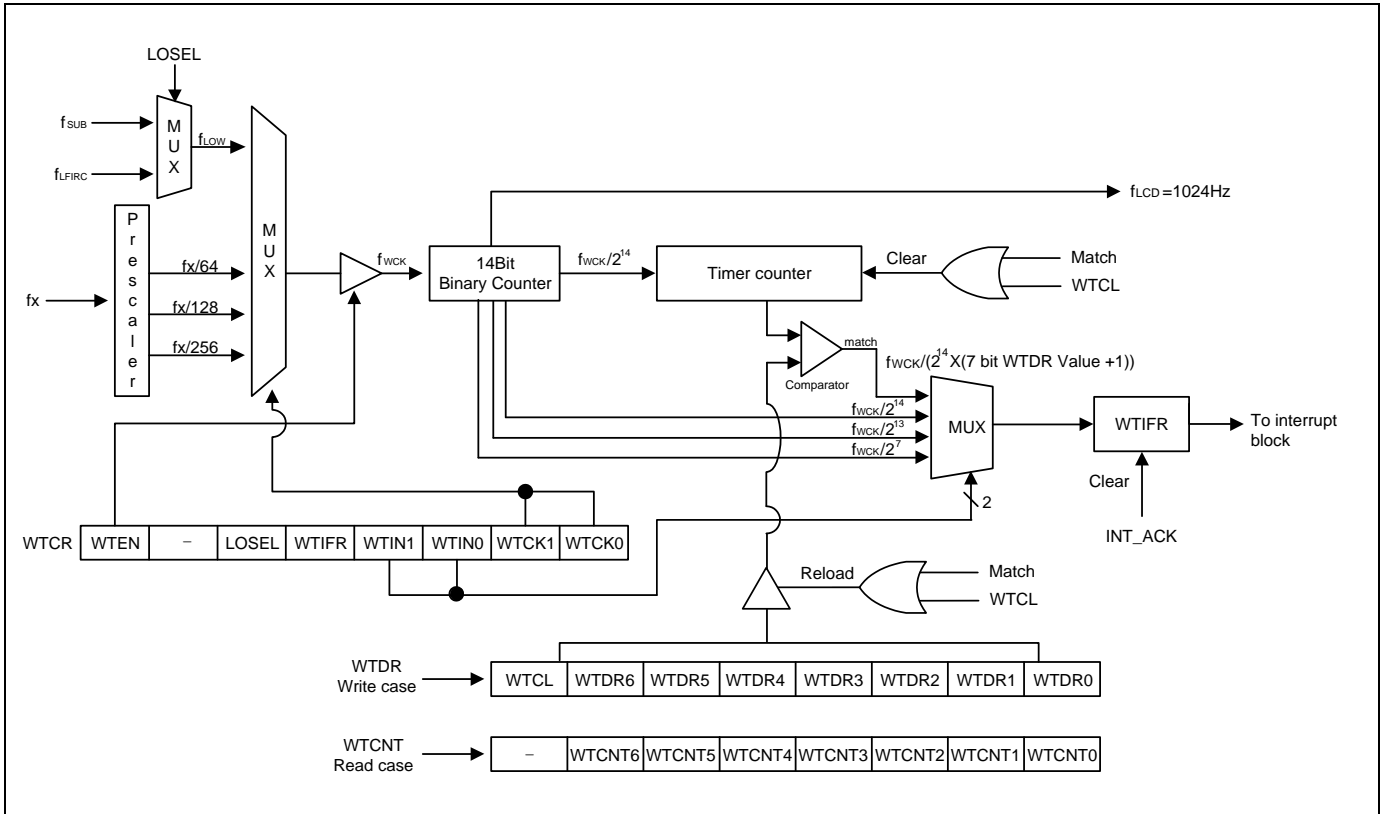 LOSEL
fSUB
fLFIRC
MUX
fLOW
Prescaler
fx
fx/64
fx/128
fx/256
MUX
fWCK
14Bit
Binary Counter
fLCD=1024Hz
fWCK/2^14
Timer counter
Clear
Match
WTCL
match
Comparator
fWCK/(2^14X(7 bit WTDR Value +1))
fWCK/2^14
fWCK/2^13
fWCK/2^7
MUX
2
WTIFR
To interrupt
block
Clear
INT_ACK
WTCR WTEN – LOSEL WTIFR WTIN1 WTIN0 WTCK1 WTCK0
Reload
Match
WTCL
WTDR
Write case
WTCL WTDR6 WTDR5 WTDR4 WTDR3 WTDR2 WTDR1 WTDR0
WTCNT
Read case
– WTCNT6 WTCNT5 WTCNT4 WTCNT3 WTCNT2 WTCNT1 WTCNT0